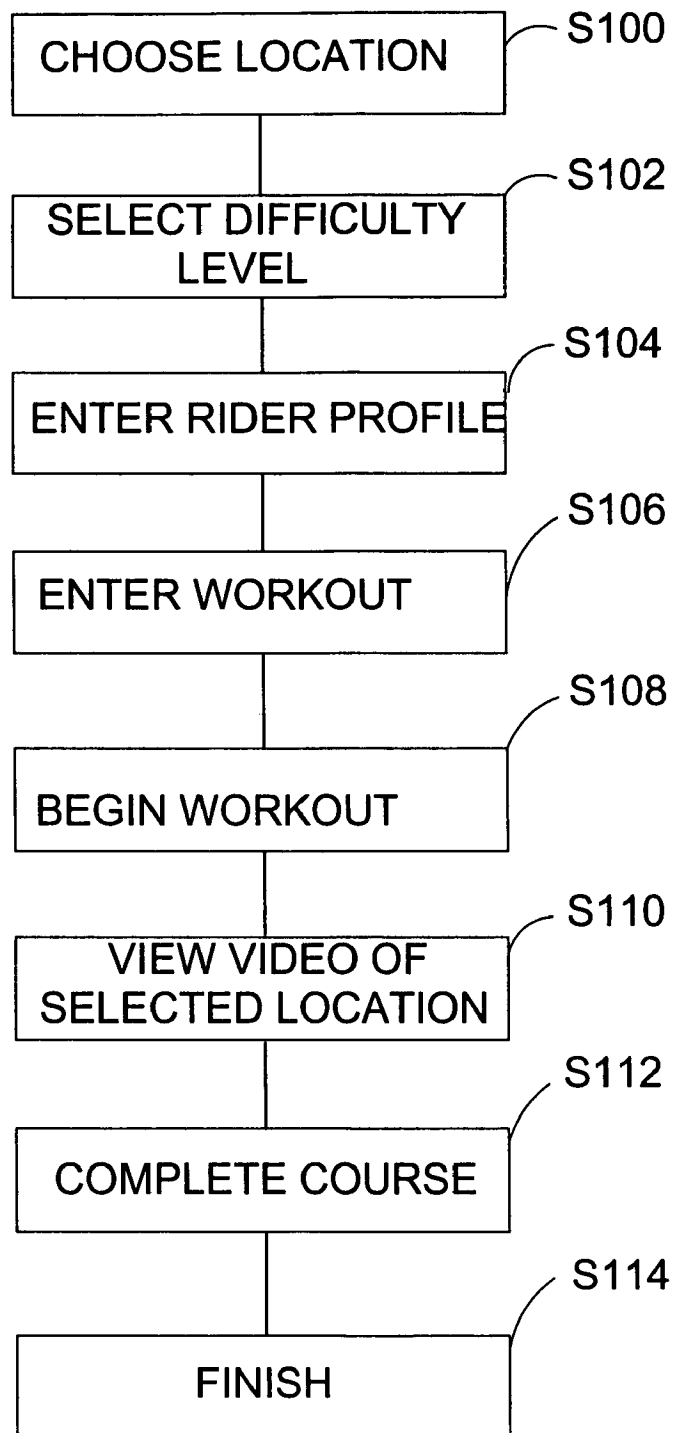 S100
CHOOSE LOCATION
S102
SELECT DIFFICULTY
LEVEL
S104
ENTER RIDER PROFILE
S106
ENTER WORKOUT
S108
BEGIN WORKOUT
S110
VIEW VIDEO OF
SELECTED LOCATION
S112
COMPLETE COURSE
S114
FINISH